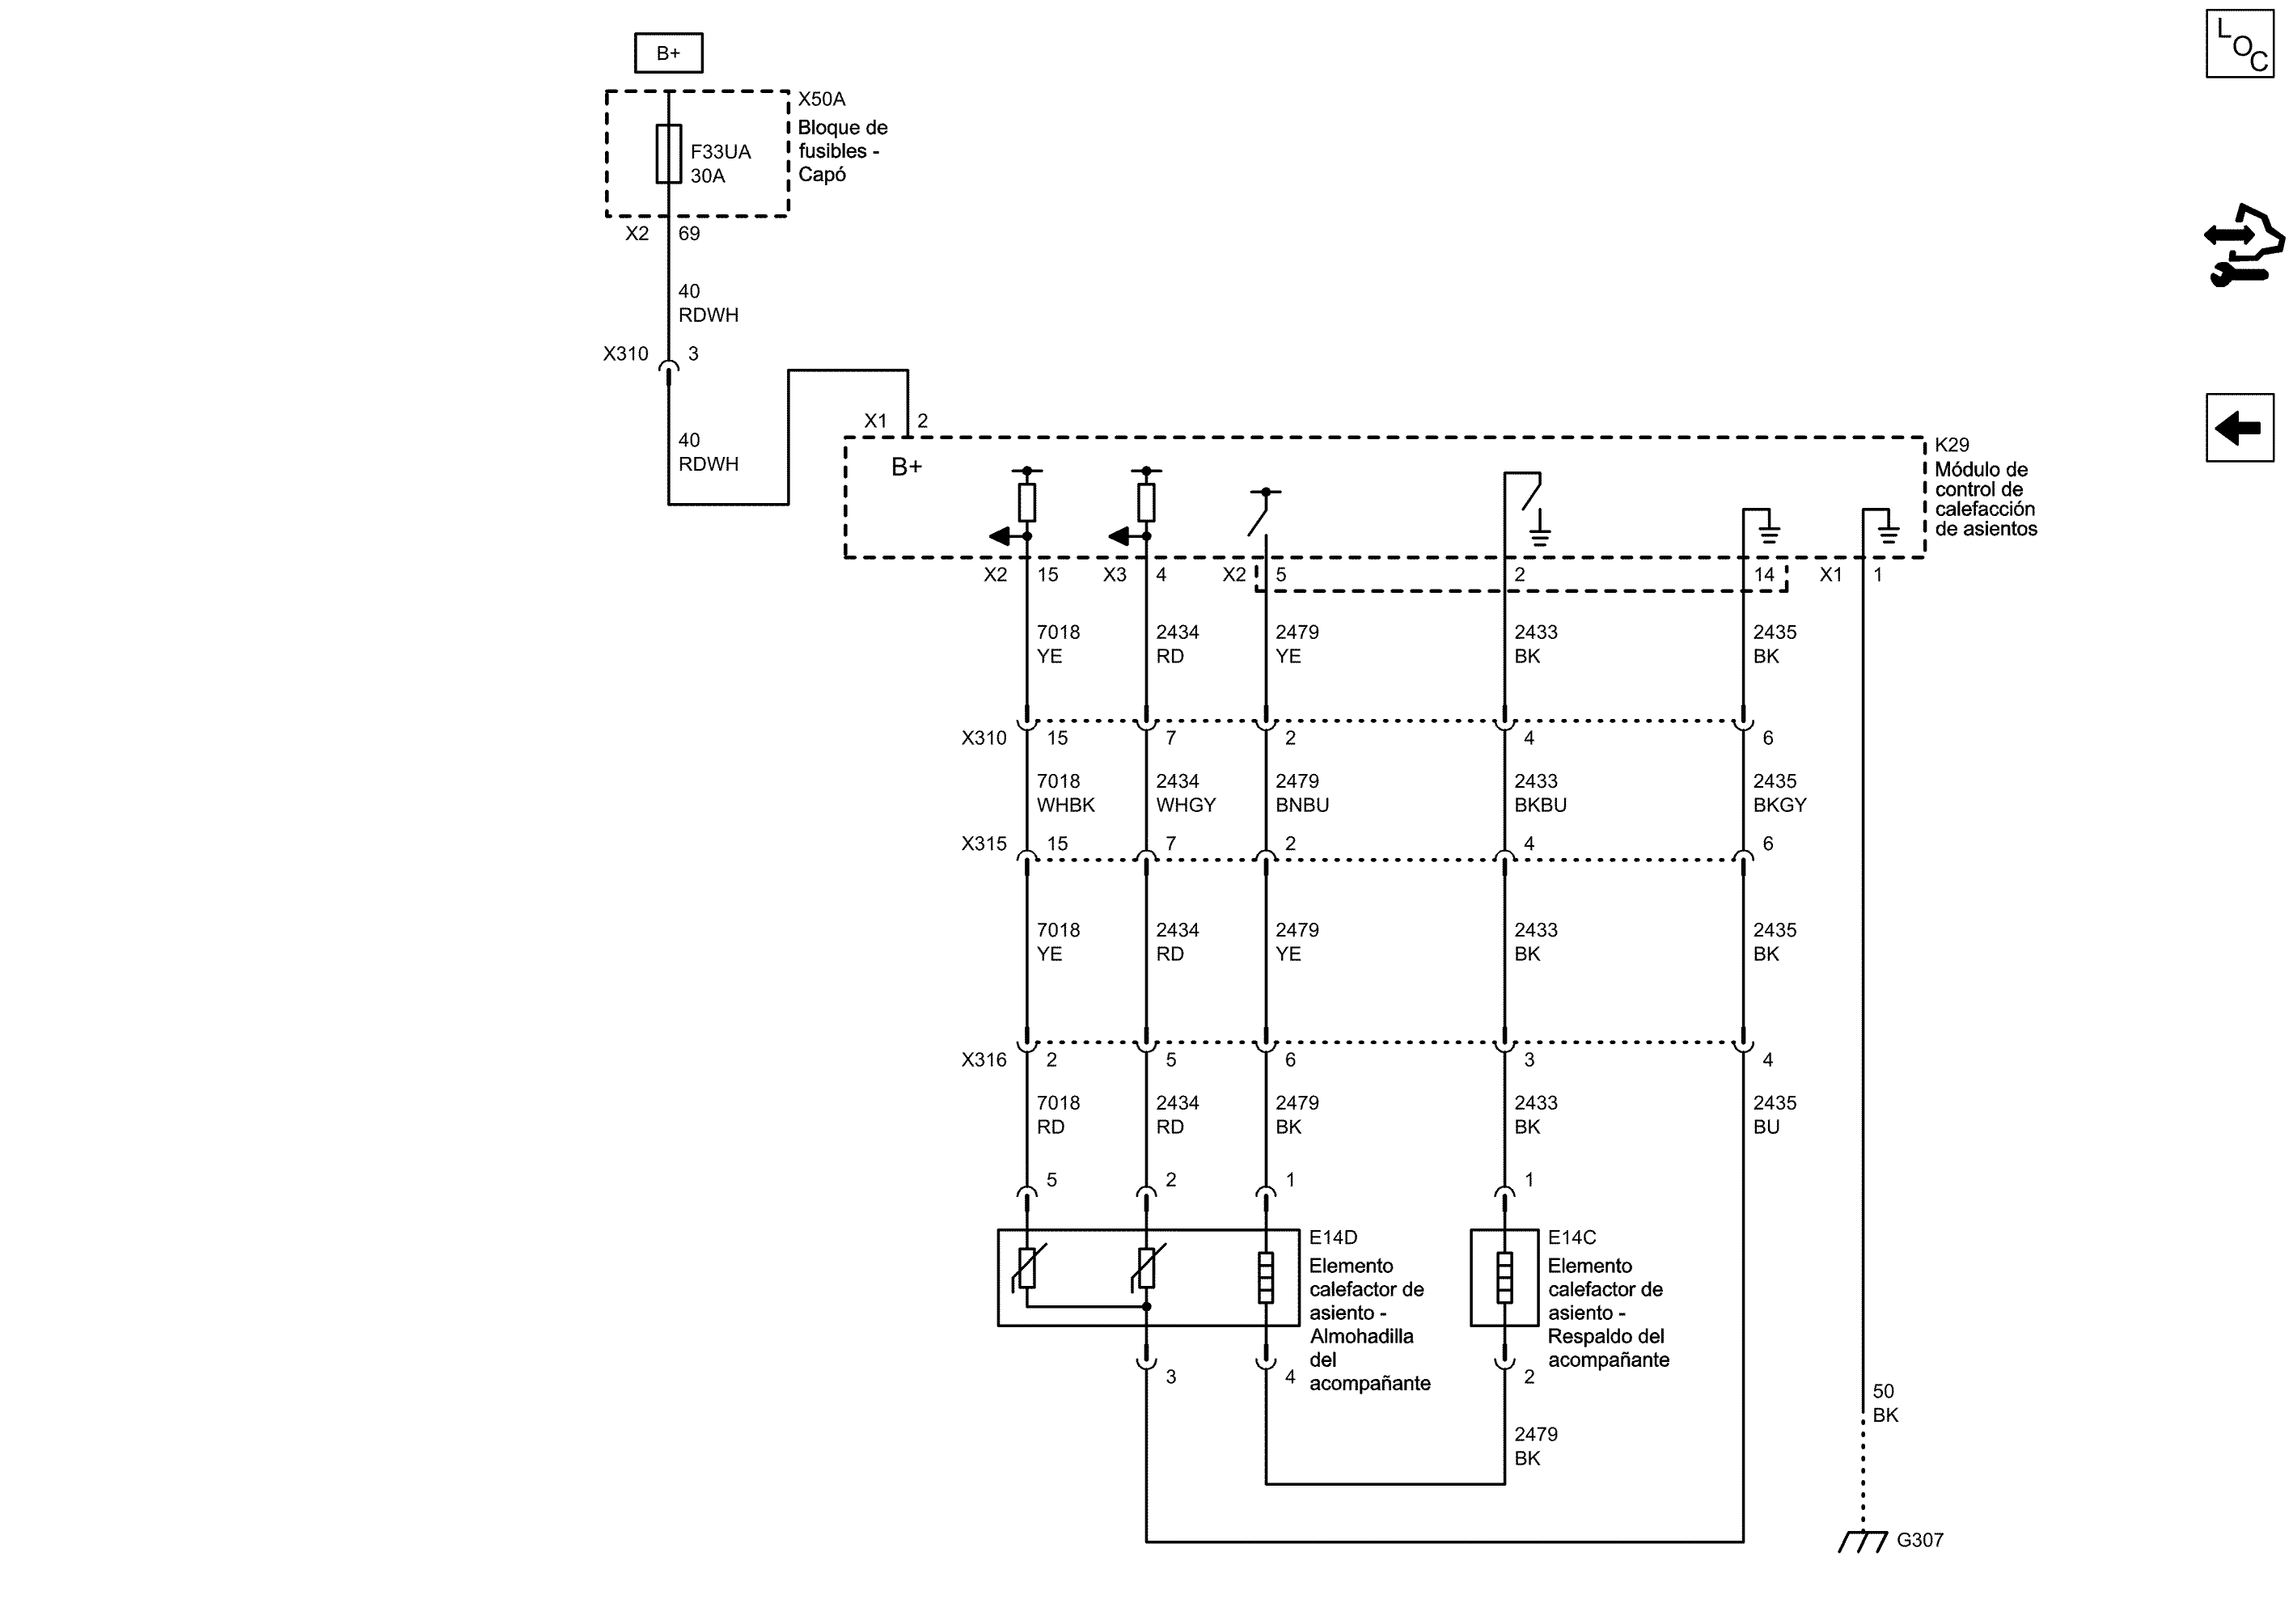 B+
LOC
X50A
Bloque de
fusibles -
Capó
F33UA
30A
X2 69
40
RDWH
X310 3
40
RDWH
X1 2
B+
K29
Módulo de
control de
calefacción
de asientos
X2 15 X3 4 X2 5 2 14 X1 1
7018 2434 2479 2433 2435
YE RD YE BK BK
X310 15 7 2 4 6
7018 2434 2479 2433 2435
WHBK WHGY BNBU BKBU BKGY
X315 15 7 2 4 6
7018 2434 2479 2433 2435
YE RD YE BK BK
X316 2 5 6 3 4
7018 2434 2479 2433 2435
RD RD BK BK BU
5 2 1 1
E14D
Elemento
calefactor de
asiento -
Almohadilla
del
acompañante
E14C
Elemento
calefactor de
asiento -
Respaldo del
acompañante
3 4 2
50
BK
2479
BK
G307